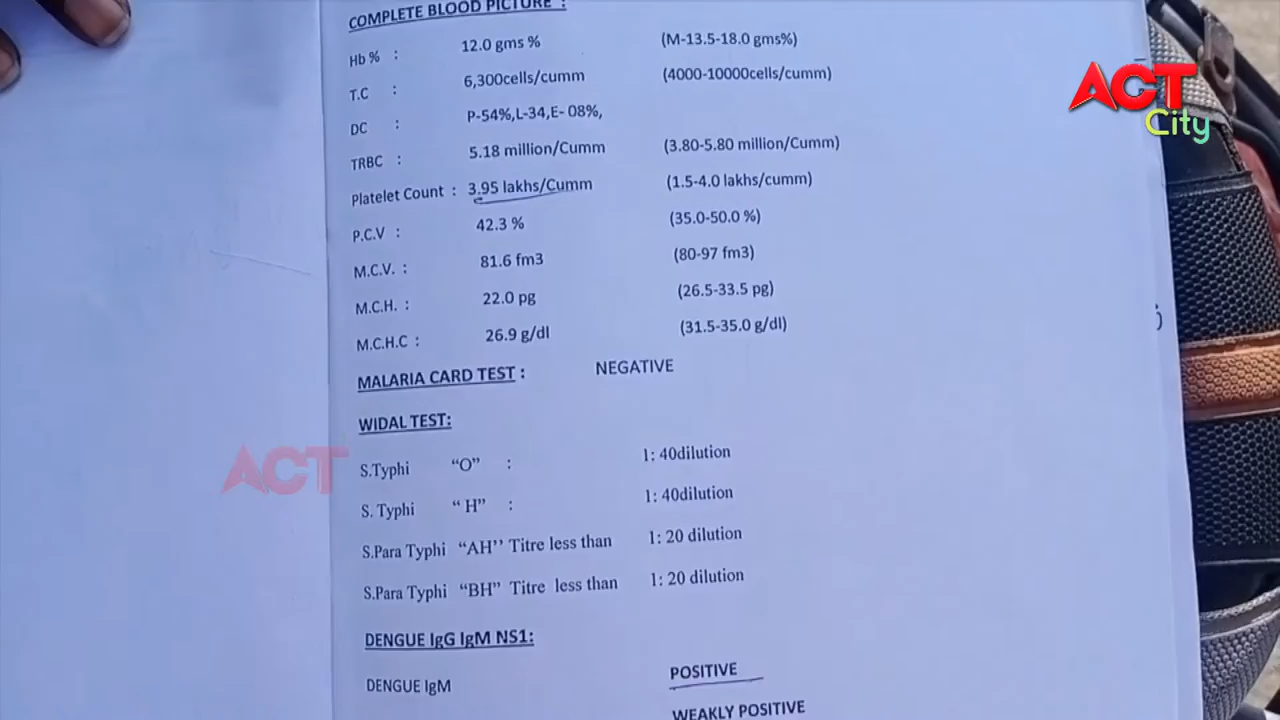 COMPLETE BLOOD PICTURE :
Hb % : 12.0 gms % (M-13.5-18.0 gms%)
T.C : 6,300cells/cumm (4000-10000cells/cumm)
DC : P-54%,L-34,E- 08%,
TRBC : 5.18 million/Cumm (3.80-5.80 million/Cumm)
Platelet Count : 3.95 lakhs/Cumm (1.5-4.0 lakhs/cumm)
P.C.V : 42.3 % (35.0-50.0 %)
M.C.V. : 81.6 fm3 (80-97 fm3)
M.C.H. : 22.0 pg (26.5-33.5 pg)
M.C.H.C : 26.9 g/dl (31.5-35.0 g/dl)
MALARIA CARD TEST : NEGATIVE
WIDAL TEST:
S.Typhi “O” : 1: 40dilution
S. Typhi “ H” : 1: 40dilution
S.Para Typhi “AH’’ Titre less than 1: 20 dilution
S.Para Typhi “BH” Titre less than 1: 20 dilution
DENGUE IgG IgM NS1:
DENGUE IgM POSITIVE
WEAKLY POSITIVE
ACT
City
ACT